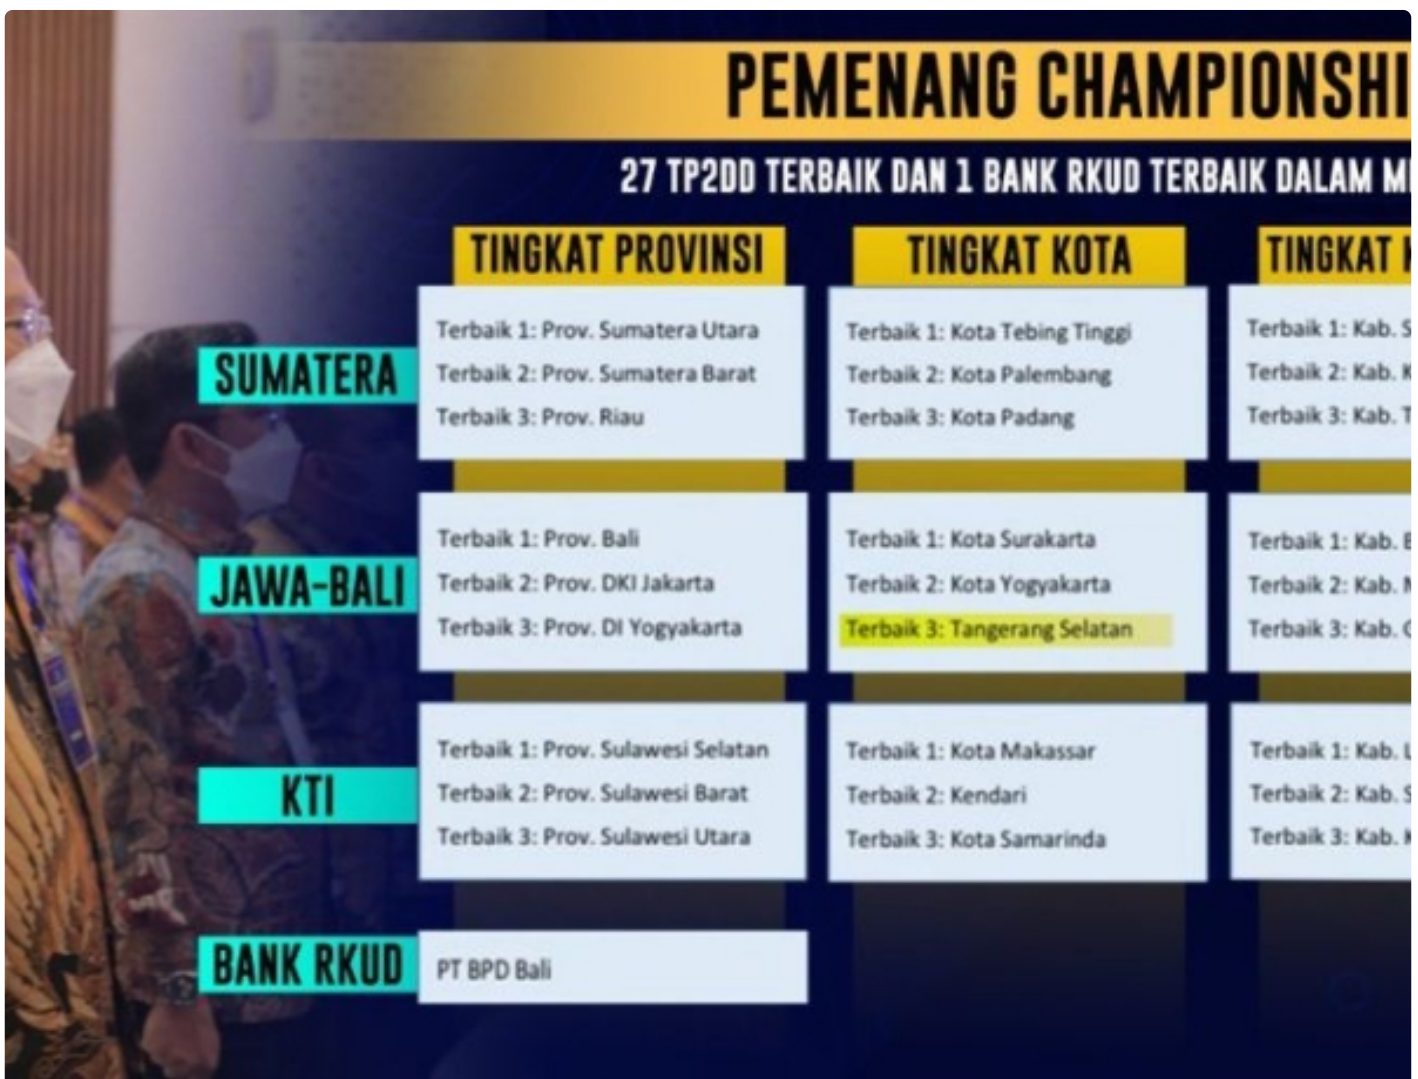 PEMENANG CHAMPIONSHI
27 TP2DD TERBAIK DAN 1 BANK RKUD TERBAIK DALAM
TINGKAT PROVINSI
TINGKAT KOTA
TINGKAT
SUMATERA
Terbaik 1: Prov. Sumatera Utara
Terbaik 2: Prov. Sumatera Barat
Terbaik 3: Prov. Riau
Terbaik 1: Kota Tebing Tinggi
Terbaik 2: Kota Palembang
Terbaik 3: Kota Padang
Terbaik 1: Kab. S
Terbaik 2: Kab. K
Terbaik 3: Kab. T
JAWA-BALI
Terbaik 1: Prov. Bali
Terbaik 2: Prov. DKI Jakarta
Terbaik 3: Prov. DI Yogyakarta
Terbaik 1: Kota Surakarta
Terbaik 2: Kota Yogyakarta
Terbaik 3: Tangerang Selatan
Terbaik 1: Kab.
Terbaik 2: Kab.
Terbaik 3: Kab.
KTI
Terbaik 1: Prov. Sulawesi Selatan
Terbaik 2: Prov. Sulawesi Barat
Terbaik 3: Prov. Sulawesi Utara
Terbaik 1: Kota Makassar
Terbaik 2: Kendari
Terbaik 3: Kota Samarinda
Terbaik 1: Kab. L
Terbaik 2: Kab. S
Terbaik 3: Kab. K
BANK RKUD
PT BPD Bali